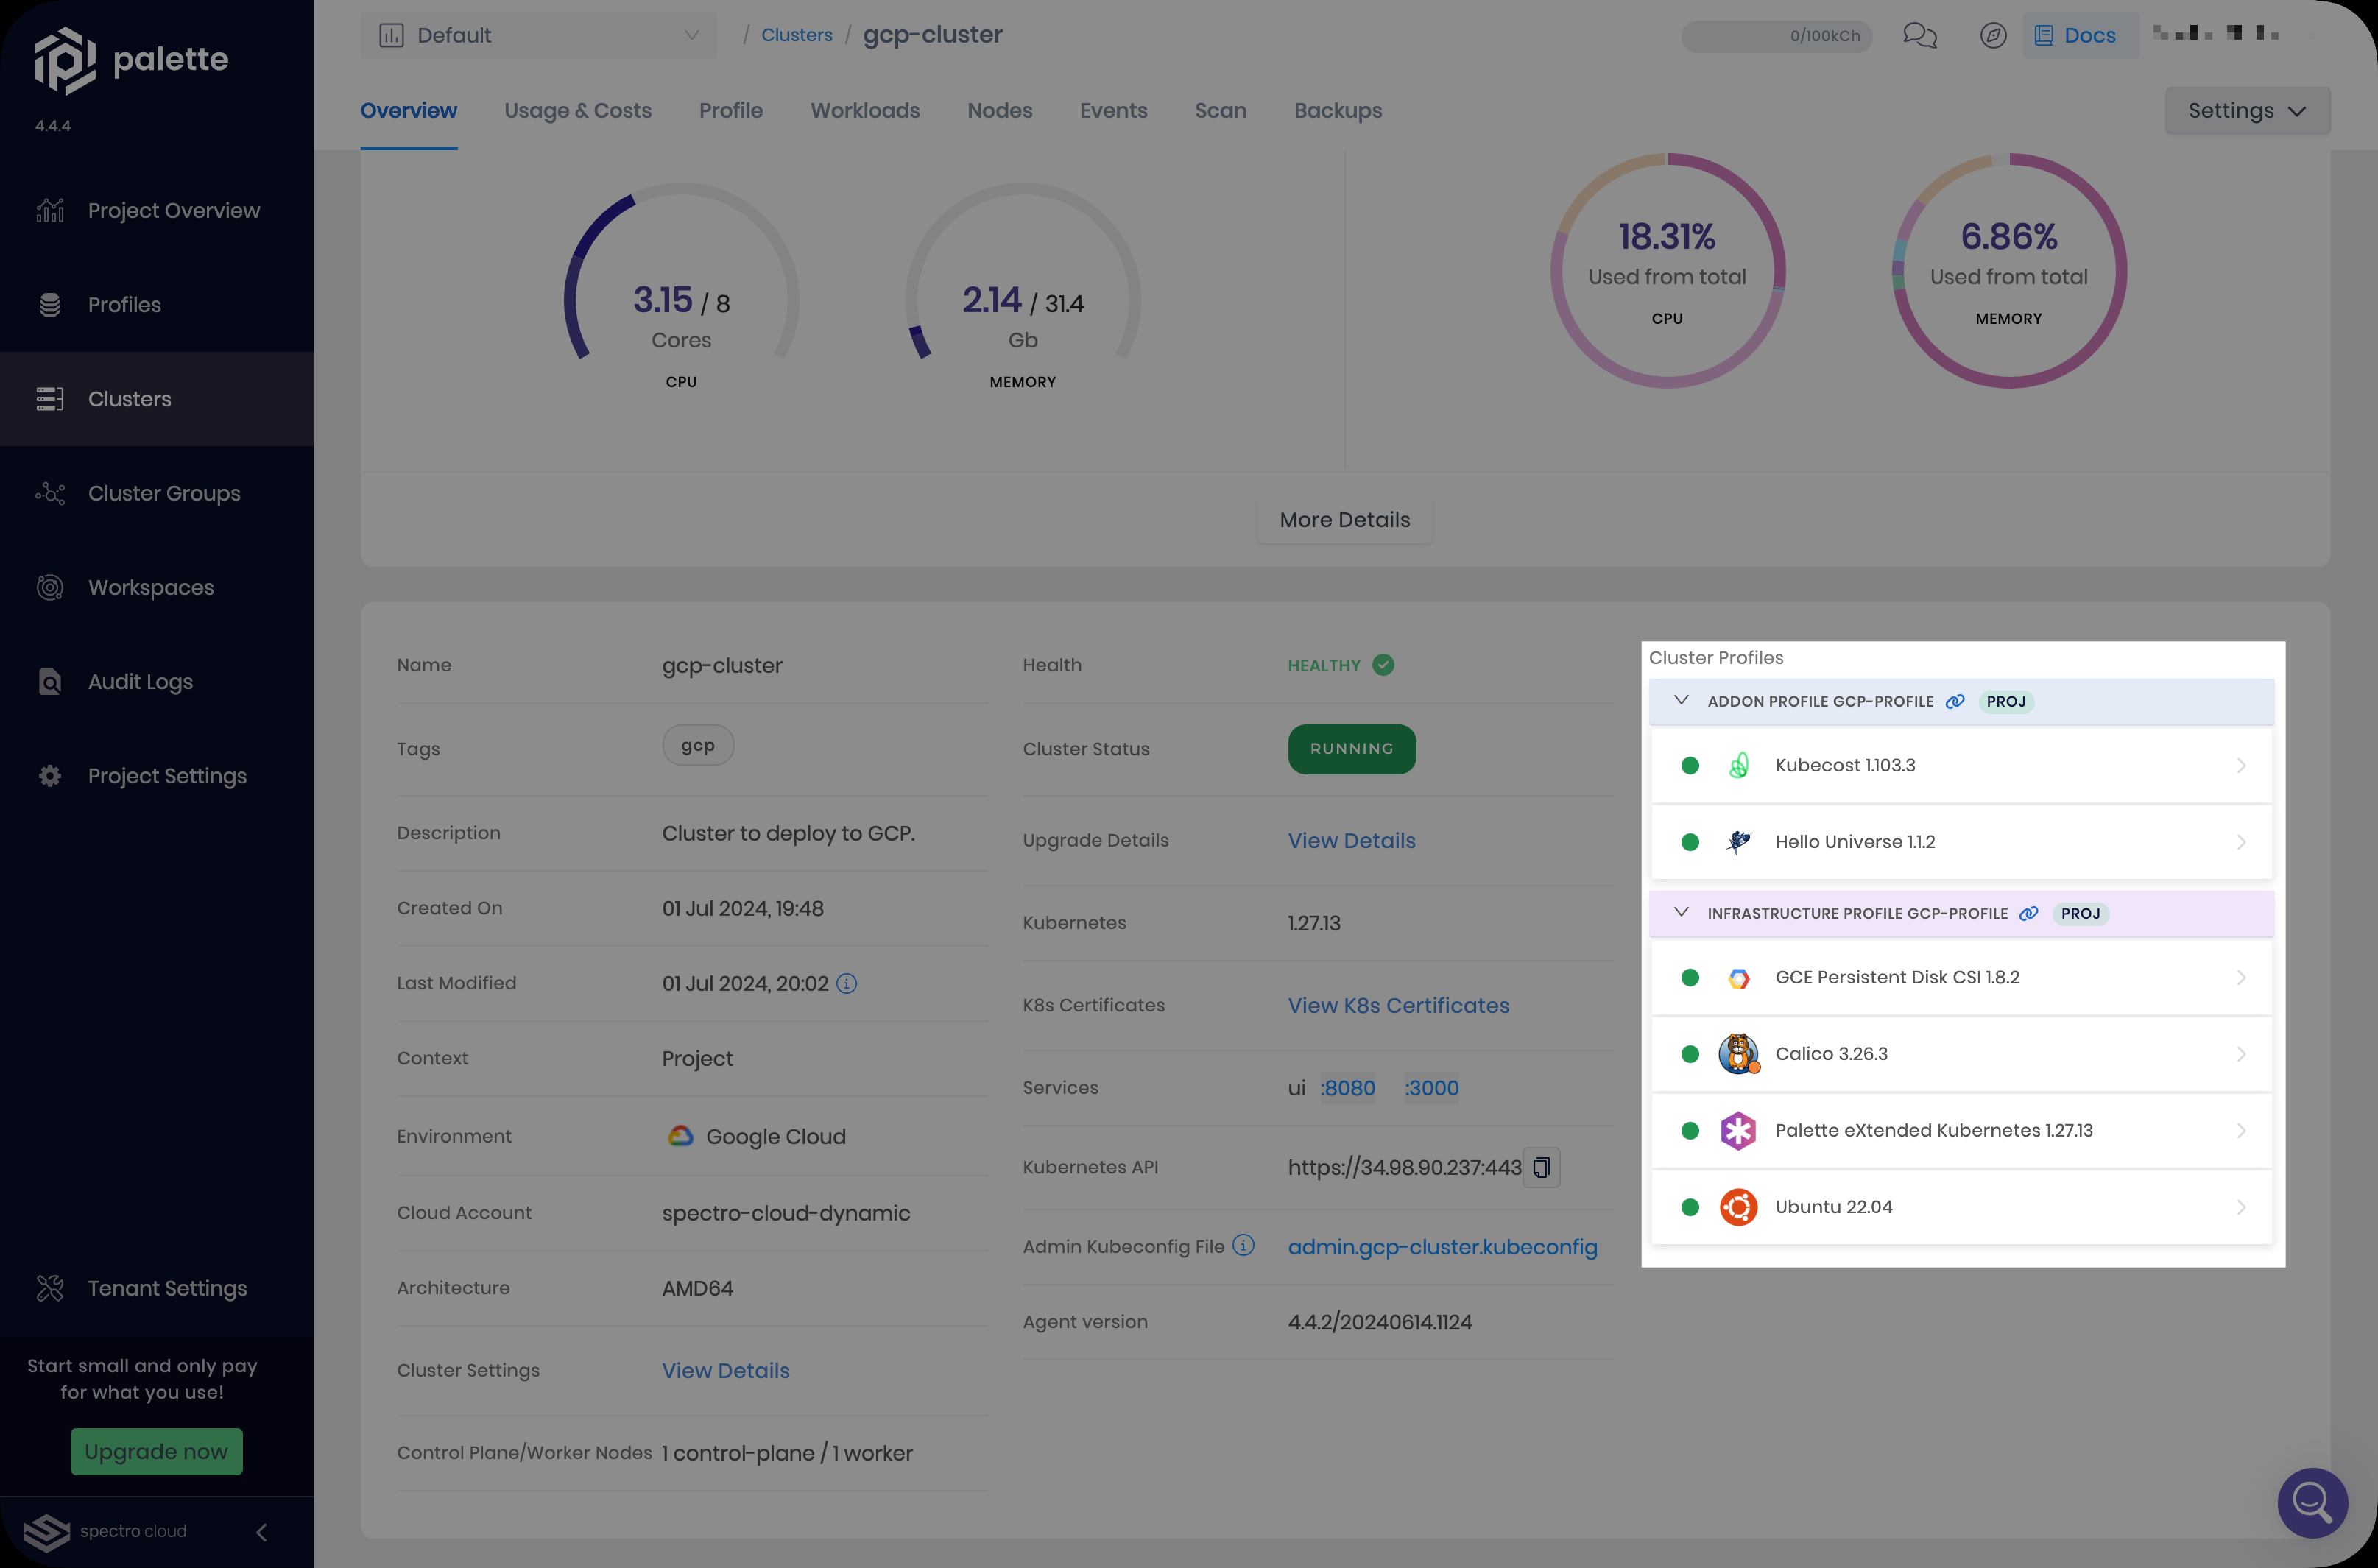 palette
4.4.4
Project Overview
Profiles
Clusters
Cluster Groups
Workspaces
Audit Logs
Project Settings
Tenant Settings
Start small and only pay
for what you use!
Upgrade now
spectro cloud
Default
/ Clusters / gcp-cluster
0/100kCh
Docs
Overview
Usage & Costs
Profile
Workloads
Nodes
Events
Scan
Backups
Settings
3.15 / 8
Cores
CPU
2.14 / 31.4
Gb
MEMORY
18.31%
Used from total
CPU
6.86%
Used from total
MEMORY
More Details
Name gcp-cluster
Tags gcp
Description Cluster to deploy to GCP.
Created On 01 Jul 2024, 19:48
Last Modified 01 Jul 2024, 20:02
Context Project
Environment Google Cloud
Cloud Account spectro-cloud-dynamic
Architecture AMD64
Cluster Settings View Details
Control Plane/Worker Nodes 1 control-plane / 1 worker
Health HEALTHY
Cluster Status RUNNING
Upgrade Details View Details
Kubernetes 1.27.13
K8s Certificates View K8s Certificates
Services ui :8080 :3000
Kubernetes API https://34.98.90.237:443
Admin Kubeconfig File admin.gcp-cluster.kubeconfig
Agent version 4.4.2/20240614.1124
Cluster Profiles
ADDON PROFILE GCP-PROFILE PROJ
Kubecost 1.103.3
Hello Universe 1.1.2
INFRASTRUCTURE PROFILE GCP-PROFILE PROJ
GCE Persistent Disk CSI 1.8.2
Calico 3.26.3
Palette eXtended Kubernetes 1.27.13
Ubuntu 22.04